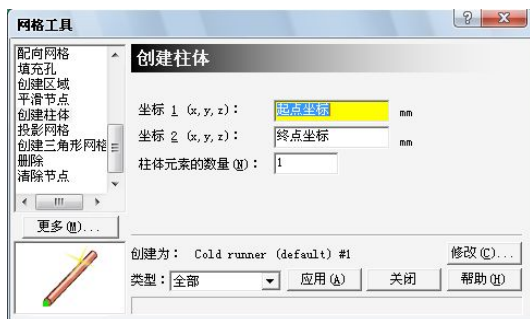 网格工具
配向网格
填充孔
创建区域
平滑节点
创建柱体
投影网格
创建三角形网格
删除
清除节点
更多(M)...
创建柱体
坐标 1 (x,y,z)： 起点坐标 mm
坐标 2 (x,y,z)： 终点坐标 mm
柱体元素的数量(N)： 1
创建为： Cold runner (default) #1 修改(C)...
类型： 全部 应用(A) 关闭 帮助(H)